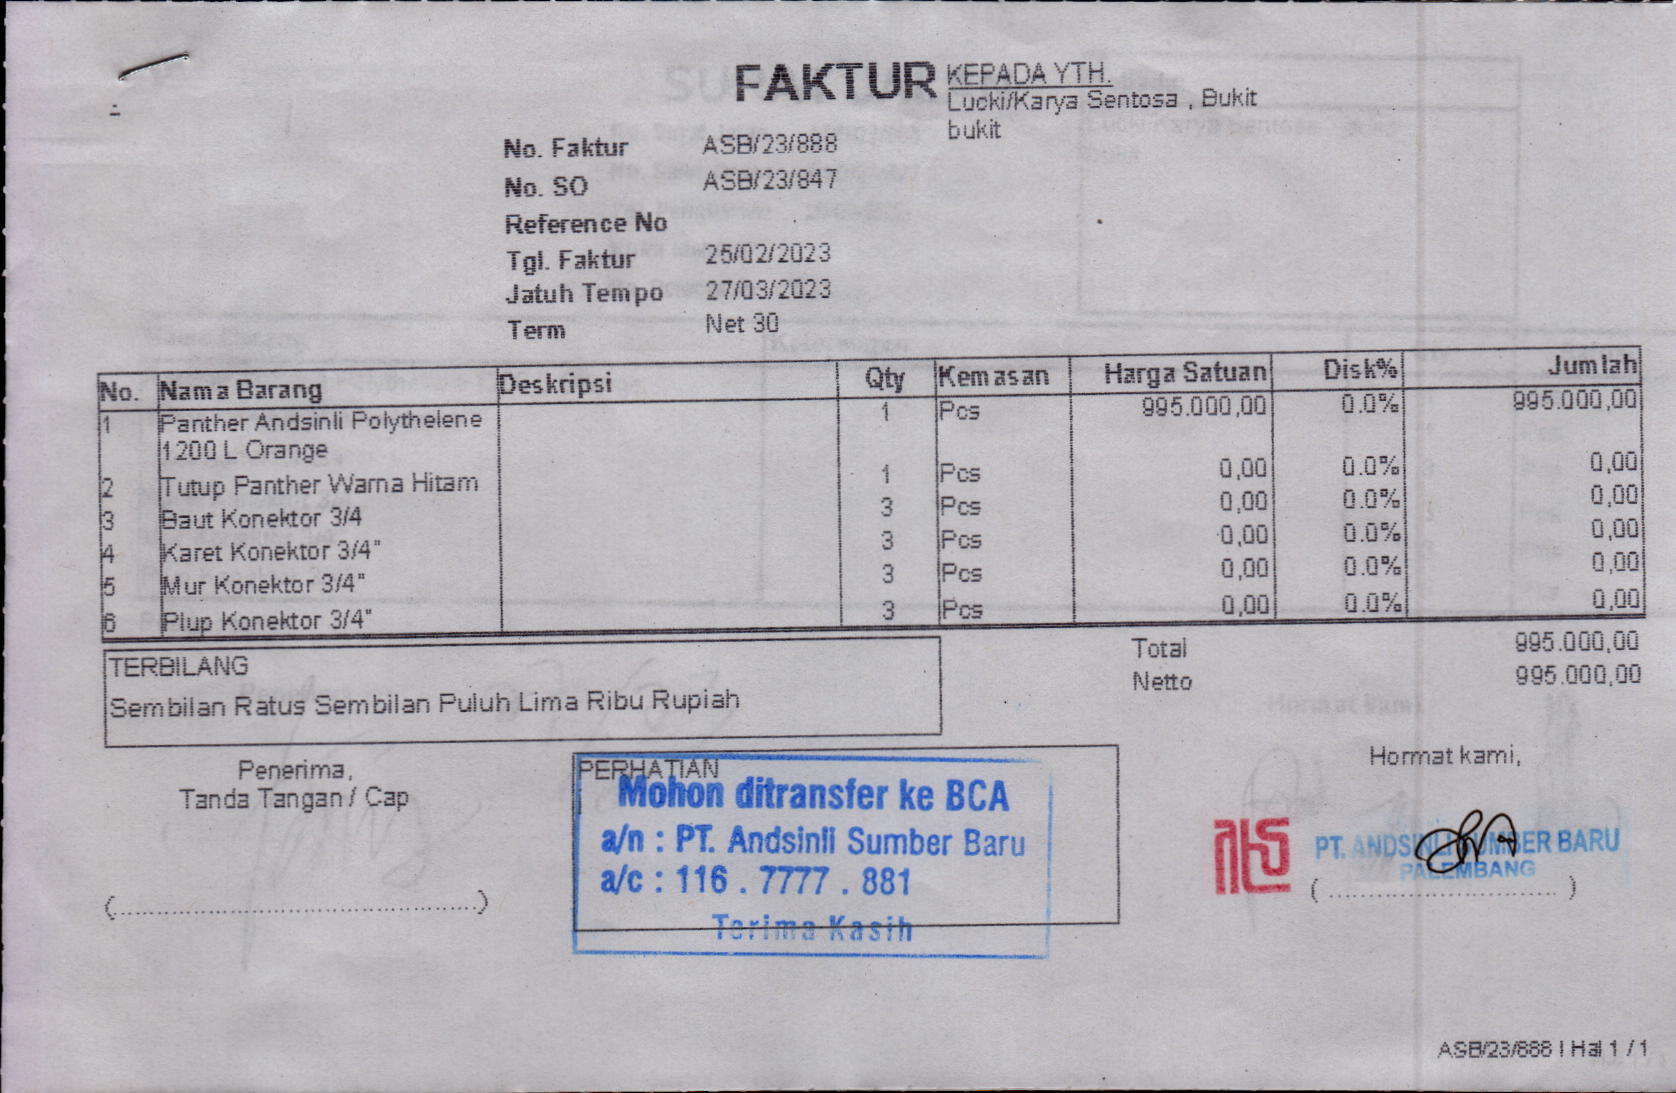 FAKTUR
KEPADA YTH.
Lucki/Karya Sentosa , Bukit
bukit
No. Faktur ASB/23/888
No. SO ASB/23/847
Reference No
Tgl. Faktur 25/02/2023
Jatuh Tempo 27/03/2023
Term Net 30
No. Nama Barang Deskripsi Qty Kemasan Harga Satuan Disk% Jumlah
1 Panther Andsinli Polythelene 1 Pcs 995.000,00 0.0% 995.000,00
1200 L Orange
2 Tutup Panther Warna Hitam 1 Pcs 0,00 0.0% 0,00
3 Baut Konektor 3/4 3 Pcs 0,00 0.0% 0,00
4 Karet Konektor 3/4" 3 Pcs 0,00 0.0% 0,00
5 Mur Konektor 3/4" 3 Pcs 0,00 0.0% 0,00
6 Plup Konektor 3/4" 3 Pcs 0,00 0.0% 0,00
Total 995.000,00
Netto 995.000,00
TERBILANG
Sembilan Ratus Sembilan Puluh Lima Ribu Rupiah
Penerima,
Tanda Tangan / Cap
(..........................................)
PERHATIAN
Mohon ditransfer ke BCA
a/n : PT. Andsinli Sumber Baru
a/c : 116 . 7777 . 881
Terima Kasih
Hormat kami,
PT. ANDSINLI SUMBER BARU
PALEMBANG
(..............................)
ASB/23/888 | Hal 1 / 1